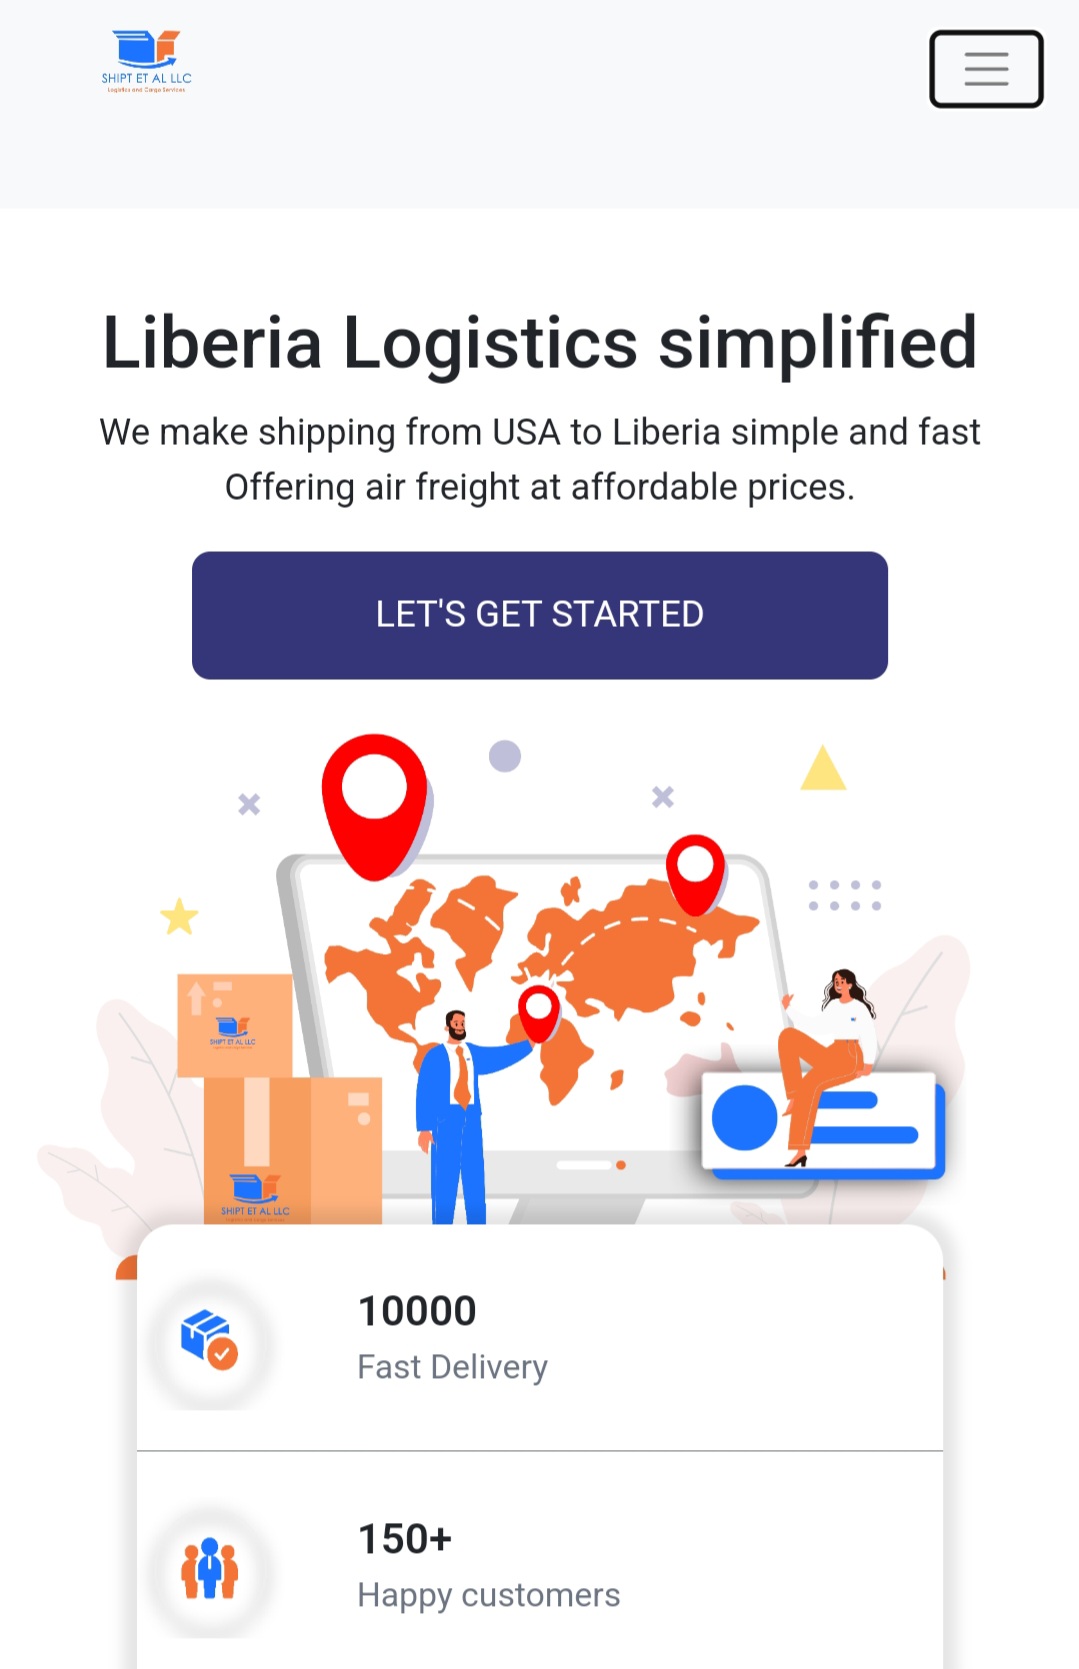 SHIPT ET AL LLC
Logistics and Cargo Services
Liberia Logistics simplified
We make shipping from USA to Liberia simple and fast
Offering air freight at affordable prices.
LET'S GET STARTED
SHIPT ET AL LLC
SHIPT ET AL LLC
10000
Fast Delivery
150+
Happy customers